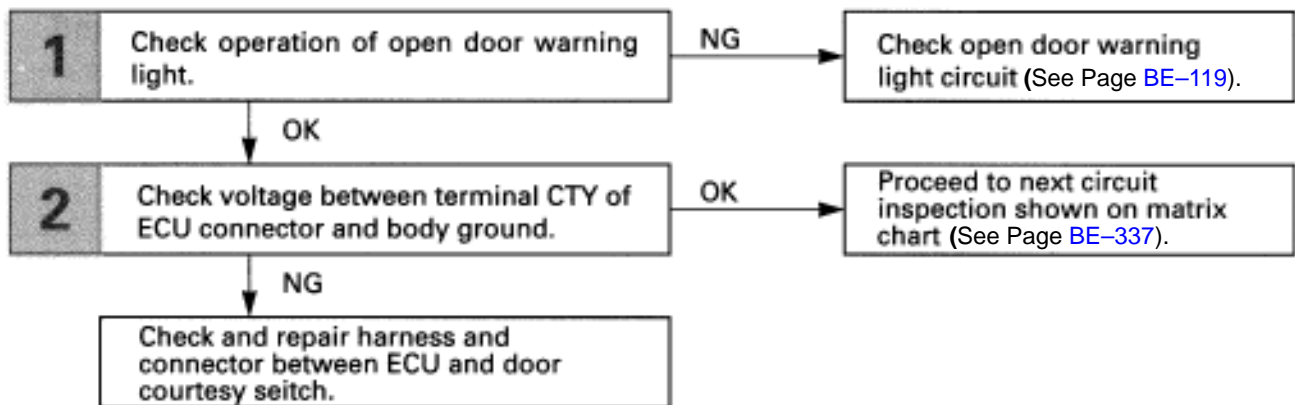 1
Check operation of open door warning
light.
NG
Check open door warning
light circuit (See Page BE–119).
OK
2
Check voltage between terminal CTY of
ECU connector and body ground.
OK
Proceed to next circuit
inspection shown on matrix
chart (See Page BE–337).
NG
Check and repair harness and
connector between ECU and door
courtesy seitch.